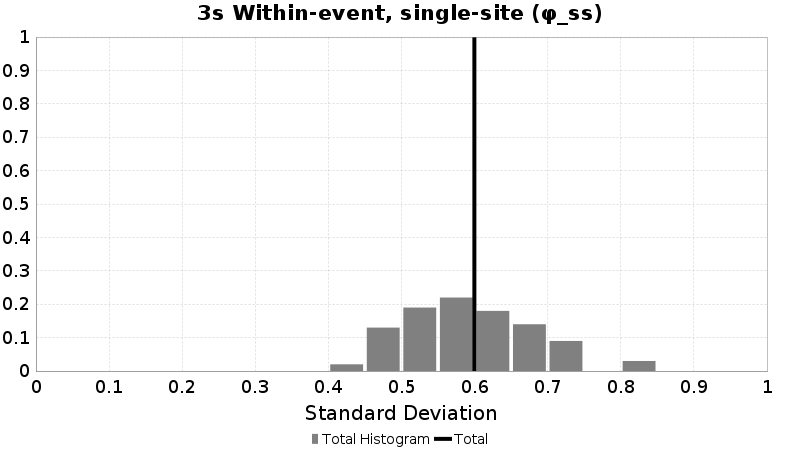 3s Within-event, single-site (φ_ss)
1
0.9
0.8
0.7
0.6
0.5
0.4
0.3
0.2
0.1
0
0 0.1 0.2 0.3 0.4 0.5 0.6 0.7 0.8 0.9 1
Standard Deviation
Total Histogram Total